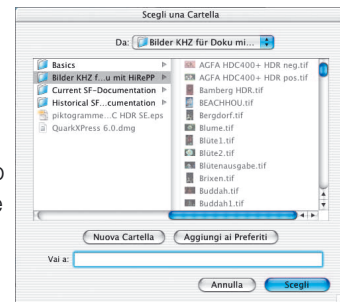 Scegli una Cartella
Da: Bilder KHZ für Doku mi...
Basics
Bilder KHZ f...u mit HiRePP
Current SF-Documentation
Historical SF...cumentation
piktogramme...C HDR SE.eps
QuarkXPress 6.0.dmg
AGFA HDC400+ HDR neg.tif
AGFA HDC400+ HDR pos.tif
Bamberg HDR.tif
BEACHHOU.tif
Bergdorf.tif
Blume.tif
Blüte1.tif
Blüte2.tif
Blütenausgabe.tif
Brixen.tif
Buddah.tif
Buddah1.tif
Nuova Cartella
Aggiungi ai Preferiti
Vai a:
Annulla
Scegli